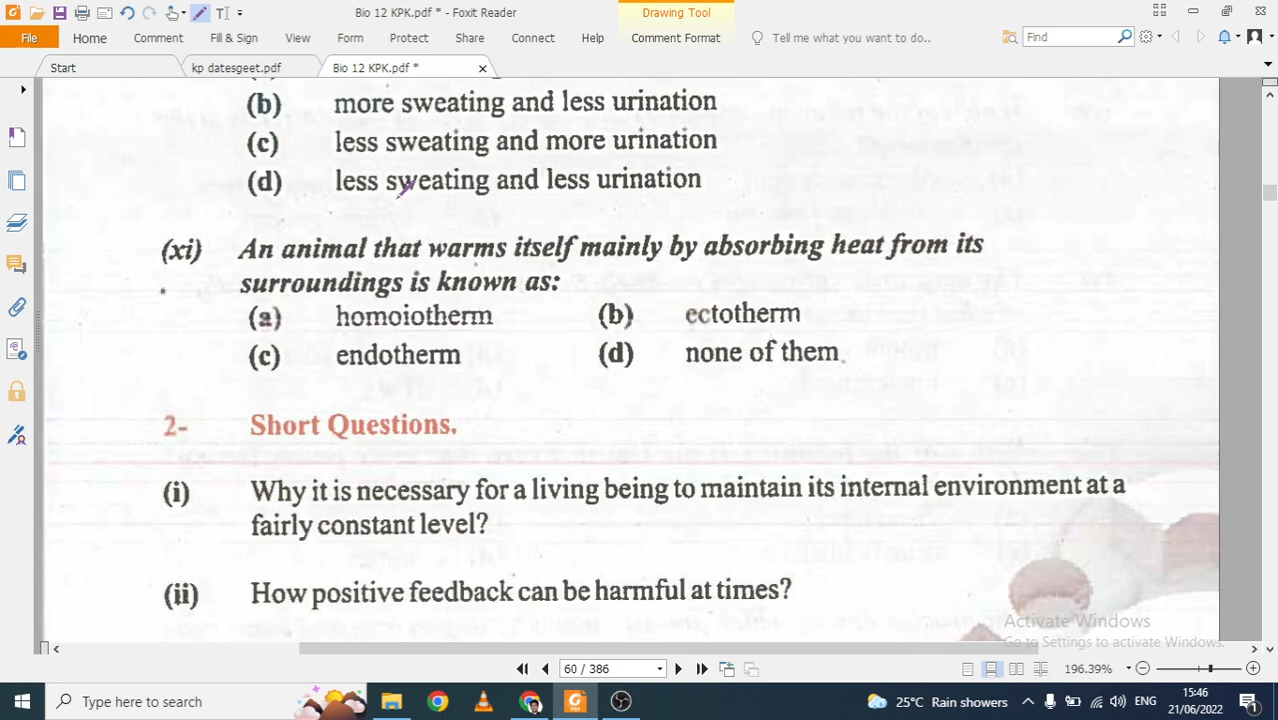 Bio 12 KPK.pdf * - Foxit Reader
Drawing Tool
File
Home
Comment
Fill & Sign
View
Form
Protect
Share
Connect
Help
Comment Format
Tell me what you want to do..
Find
Start
kp datesgeet.pdf
Bio 12 KPK.pdf *
(b) more sweating and less urination
(c) less sweating and more urination
(d) less sweating and less urination
(xi) An animal that warms itself mainly by absorbing heat from its
surroundings is known as:
(a) homoiotherm (b) ectotherm
(c) endotherm (d) none of them.
2- Short Questions.
(i) Why it is necessary for a living being to maintain its internal environment at a
fairly constant level?
(ii) How positive feedback can be harmful at times?
Activate Windows
Go to Settings to activate Windows.
60 / 386
196.39%
Type here to search
25°C Rain showers
ENG
15:46
21/06/2022
1